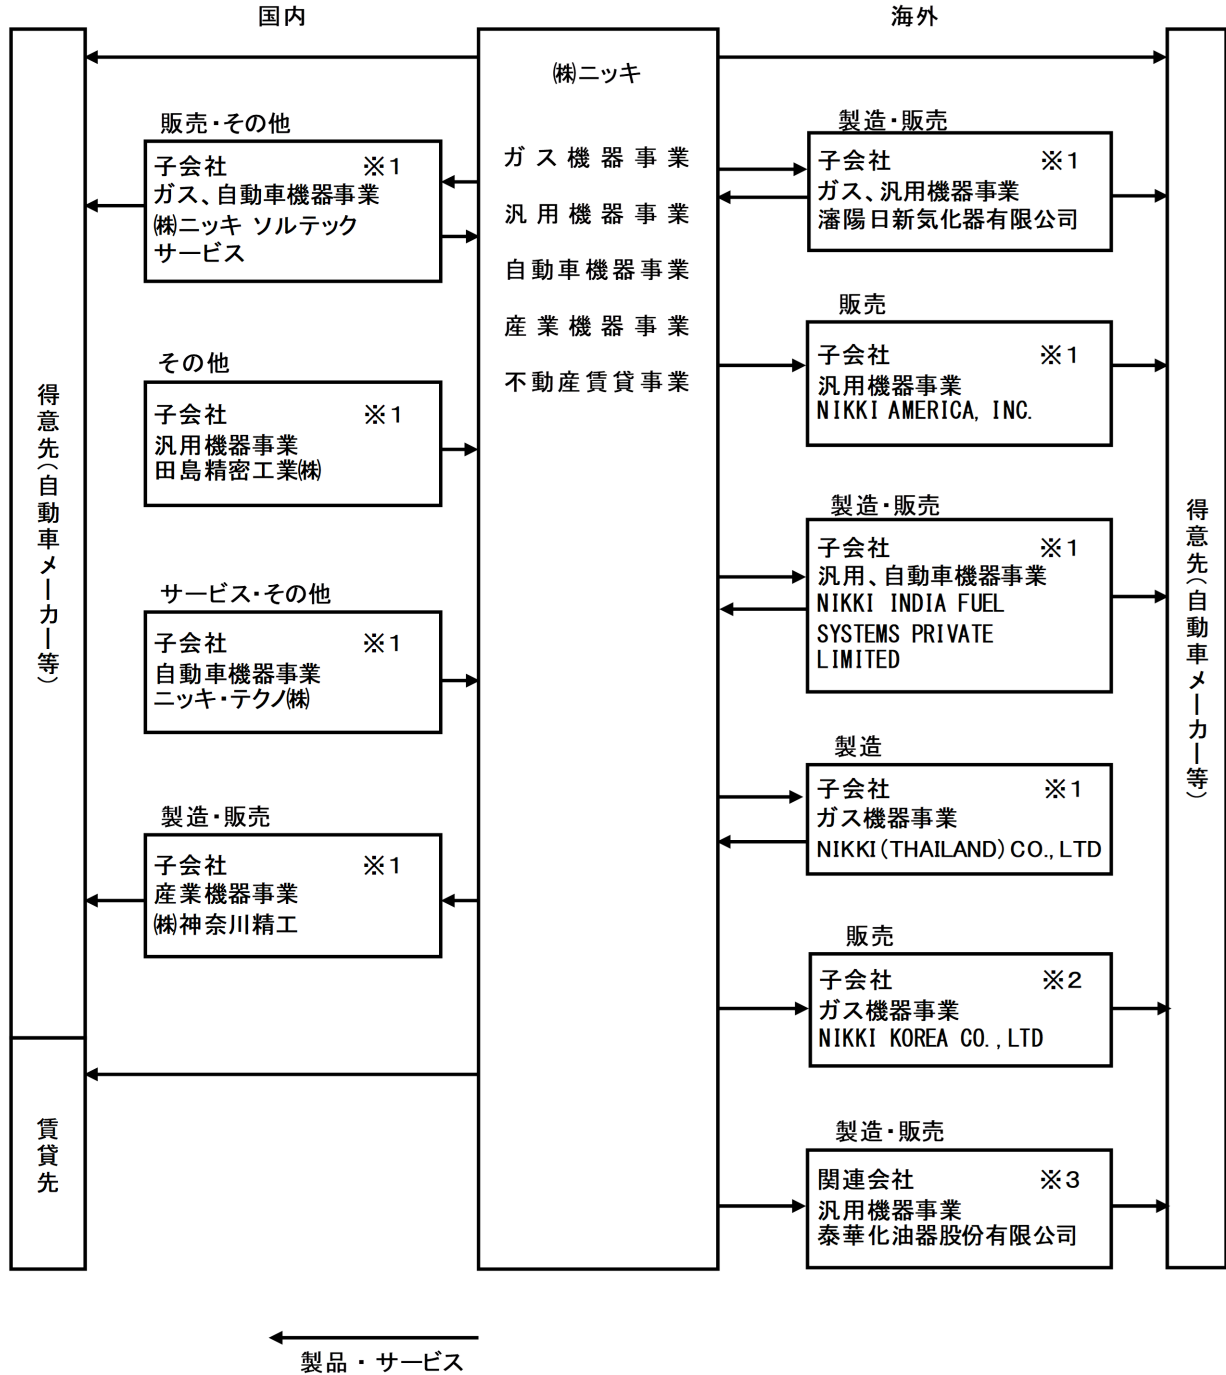 国内
海外
得意先(自動車メーカー等)
賃貸先
販売・その他
子会社 ※1
ガス、自動車機器事業
㈱ニッキ ソルテック
サービス
その他
子会社 ※1
汎用機器事業
田島精密工業㈱
サービス・その他
子会社 ※1
自動車機器事業
ニッキ・テクノ㈱
製造・販売
子会社 ※1
産業機器事業
㈱神奈川精工
㈱ニッキ
ガス機器事業
汎用機器事業
自動車機器事業
産業機器事業
不動産賃貸事業
製造・販売
子会社 ※1
ガス、汎用機器事業
瀋陽日新気化器有限公司
販売
子会社 ※1
汎用機器事業
NIKKI AMERICA, INC.
製造・販売
子会社 ※1
汎用、自動車機器事業
NIKKI INDIA FUEL
SYSTEMS PRIVATE
LIMITED
製造
子会社 ※1
ガス機器事業
NIKKI(THAILAND)CO.,LTD
販売
子会社 ※2
ガス機器事業
NIKKI KOREA CO.,LTD
製造・販売
関連会社 ※3
汎用機器事業
泰華化油器股份有限公司
得意先(自動車メーカー等)
製品・サービス